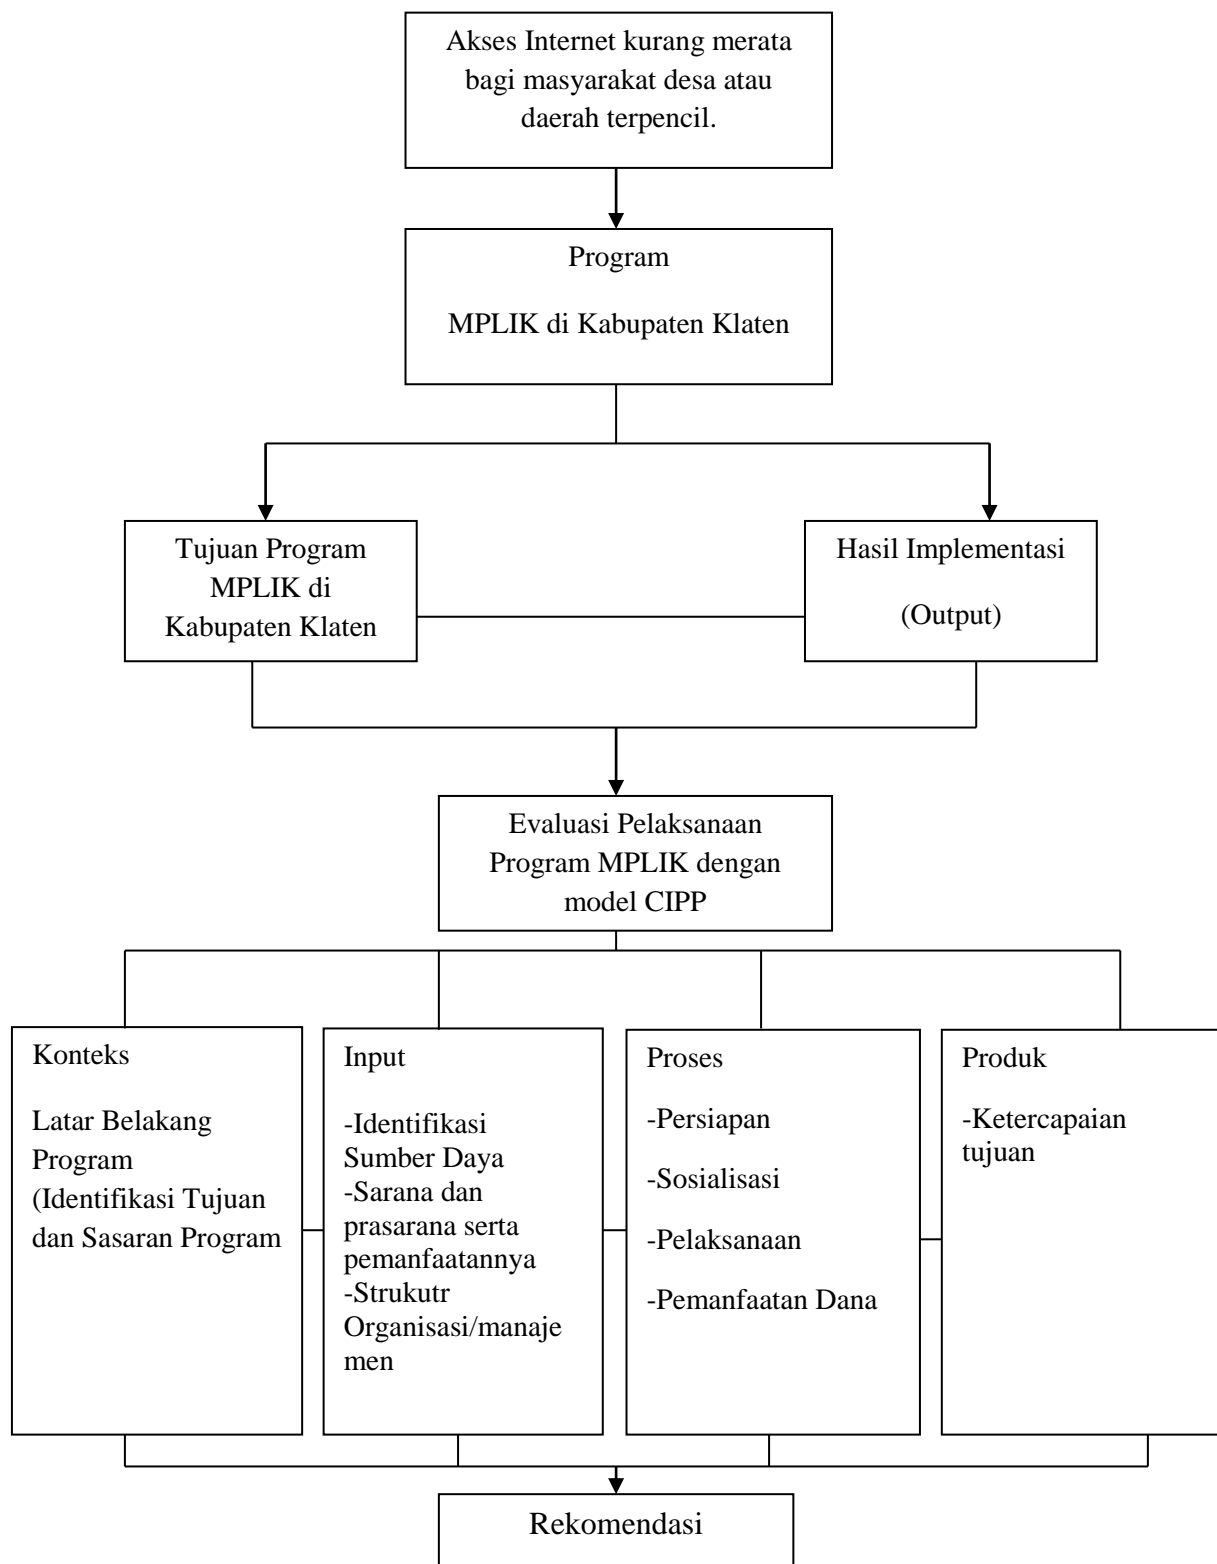 Akses Internet kurang merata
bagi masyarakat desa atau
daerah terpencil.
Program
MPLIK di Kabupaten Klaten
Tujuan Program
MPLIK di
Kabupaten Klaten
Hasil Implementasi
(Output)
Evaluasi Pelaksanaan
Program MPLIK dengan
model CIPP
Konteks
Latar Belakang
Program
(Identifikasi Tujuan
dan Sasaran Program
Input
-Identifikasi
Sumber Daya
-Sarana dan
prasarana serta
pemanfaatannya
-Strukutr
Organisasi/manaje
men
Proses
-Persiapan
-Sosialisasi
-Pelaksanaan
-Pemanfaatan Dana
Produk
-Ketercapaian
tujuan
Rekomendasi